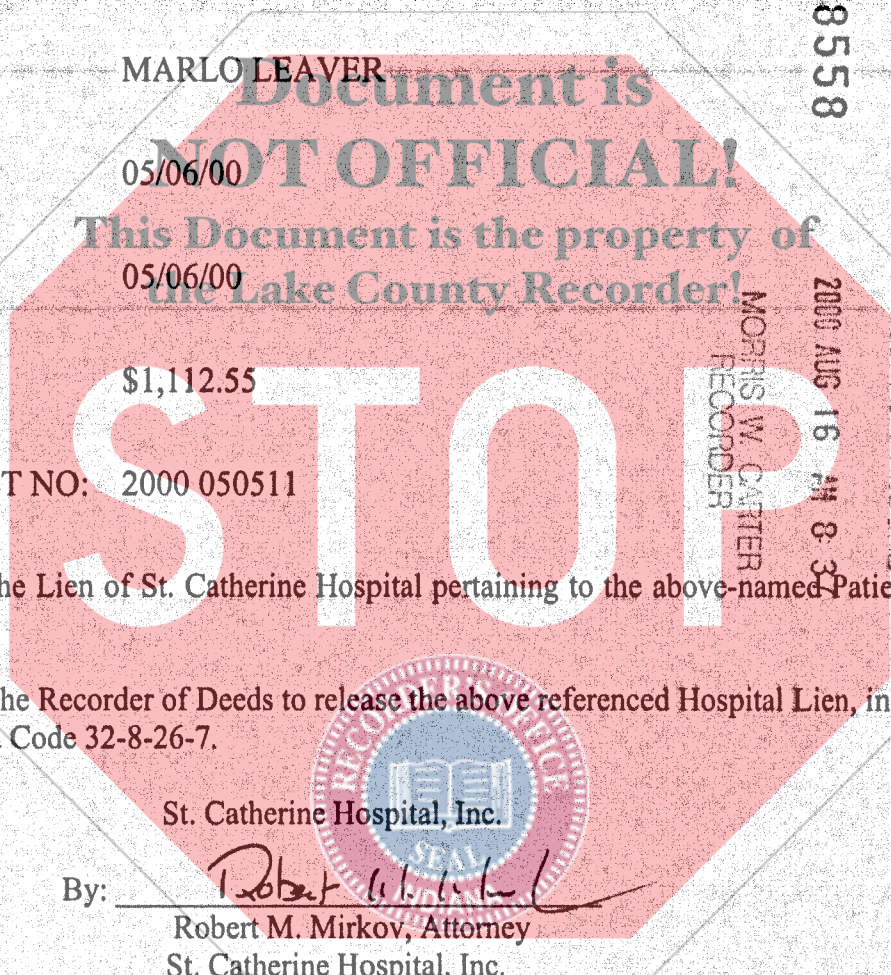 8558
MARLO LEAVER
Document is
NOT OFFICIAL!
05/06/00
This Document is the property of
05/06/00
the Lake County Recorder!
2000 AUG 16 AM 8 37
MORRIS W. CARTER
RECORDER
$1,112.55
STOP
T NO: 2000 050511
he Lien of St. Catherine Hospital pertaining to the above-named Patie
he Recorder of Deeds to release the above referenced Hospital Lien, in
. Code 32-8-26-7.
RECORDER'S OFFICE
SEAL
INDIANA
St. Catherine Hospital, Inc.
By:
Robert M. Mirkov, Attorney
St. Catherine Hospital, Inc.